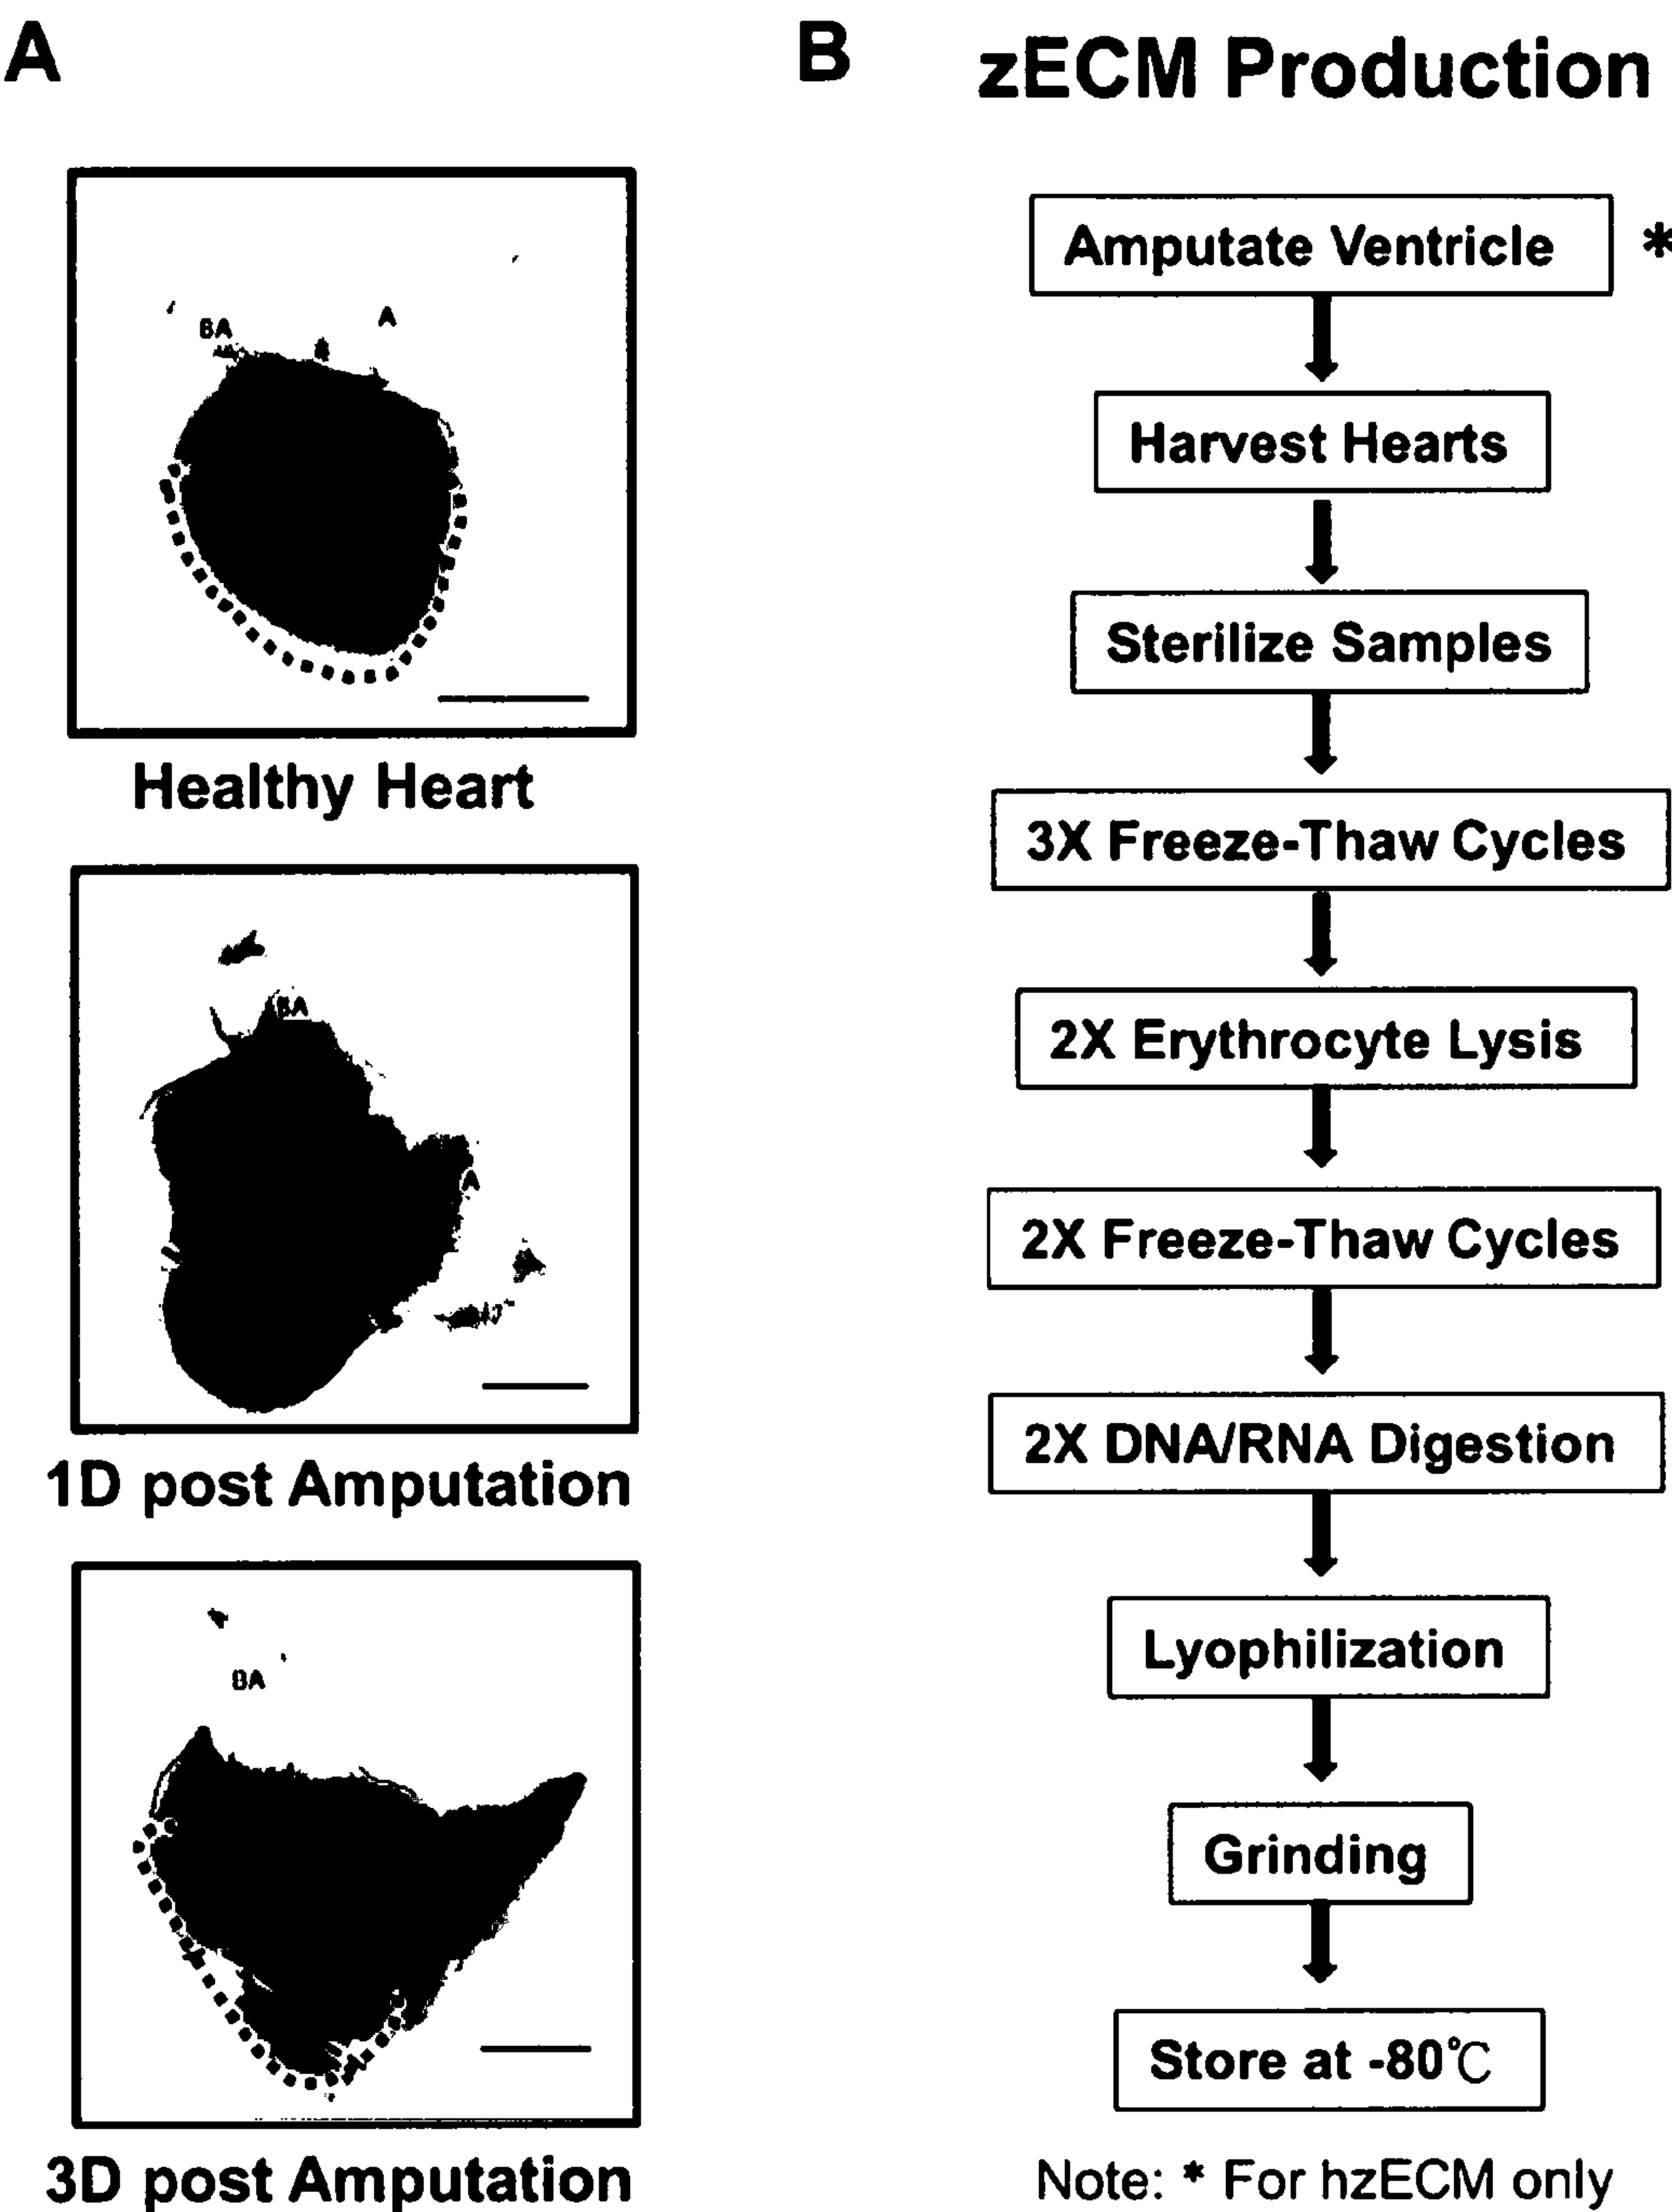 A
BA
A
Healthy Heart
BA
A
1D post Amputation
BA
3D post Amputation
B
zECM Production
Amputate Ventricle *
Harvest Hearts
Sterilize Samples
3X Freeze-Thaw Cycles
2X Erythrocyte Lysis
2X Freeze-Thaw Cycles
2X DNA/RNA Digestion
Lyophilization
Grinding
Store at -80℃
Note: * For hzECM only